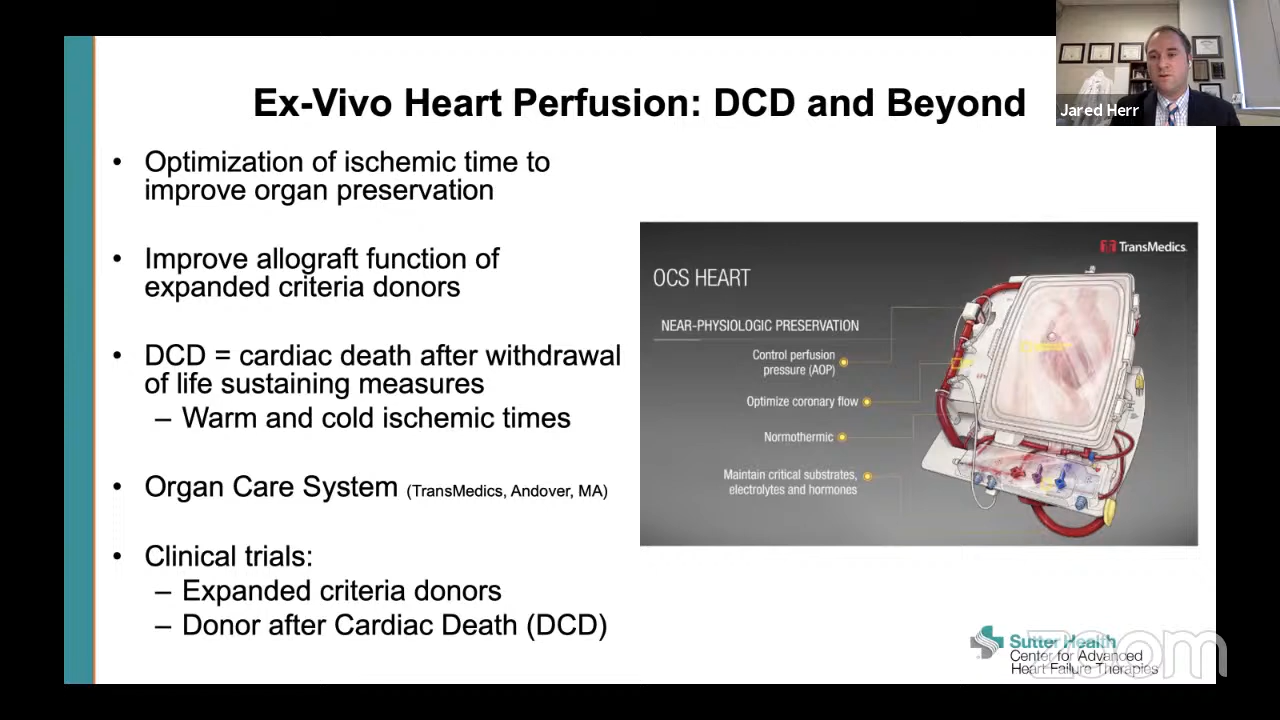 Ex-Vivo Heart Perfusion: DCD and Beyond
Jared Herr
• Optimization of ischemic time to
improve organ preservation
• Improve allograft function of
expanded criteria donors
• DCD = cardiac death after withdrawal
of life sustaining measures
– Warm and cold ischemic times
• Organ Care System (TransMedics, Andover, MA)
• Clinical trials:
– Expanded criteria donors
– Donor after Cardiac Death (DCD)
TransMedics
OCS HEART
NEAR-PHYSIOLOGIC PRESERVATION
Control perfusion
pressure (AOP)
Optimize coronary flow
Normothermic
Maintain critical substrates,
electrolytes and hormones
Sutter Health
Center for Advanced
Heart Failure Therapies
zoom